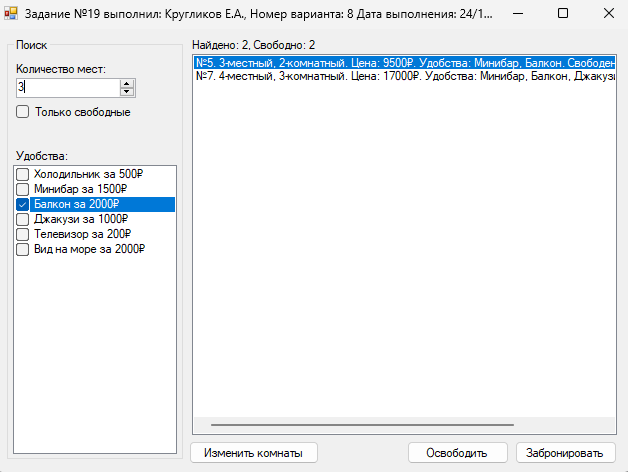 Задание №19 выполнил: Кругликов Е.А., Номер варианта: 8 Дата выполнения: 24/1...
Поиск
Количество мест:
3
Только свободные
Удобства:
Холодильник за 500₽
Минибар за 1500₽
Балкон за 2000₽
Джакузи за 1000₽
Телевизор за 200₽
Вид на море за 2000₽
Найдено: 2, Свободно: 2
№5. 3-местный, 2-комнатный. Цена: 9500₽. Удобства: Минибар, Балкон. Свободен
№7. 4-местный, 3-комнатный. Цена: 17000₽. Удобства: Минибар, Балкон, Джакузи
Изменить комнаты
Освободить
Забронировать